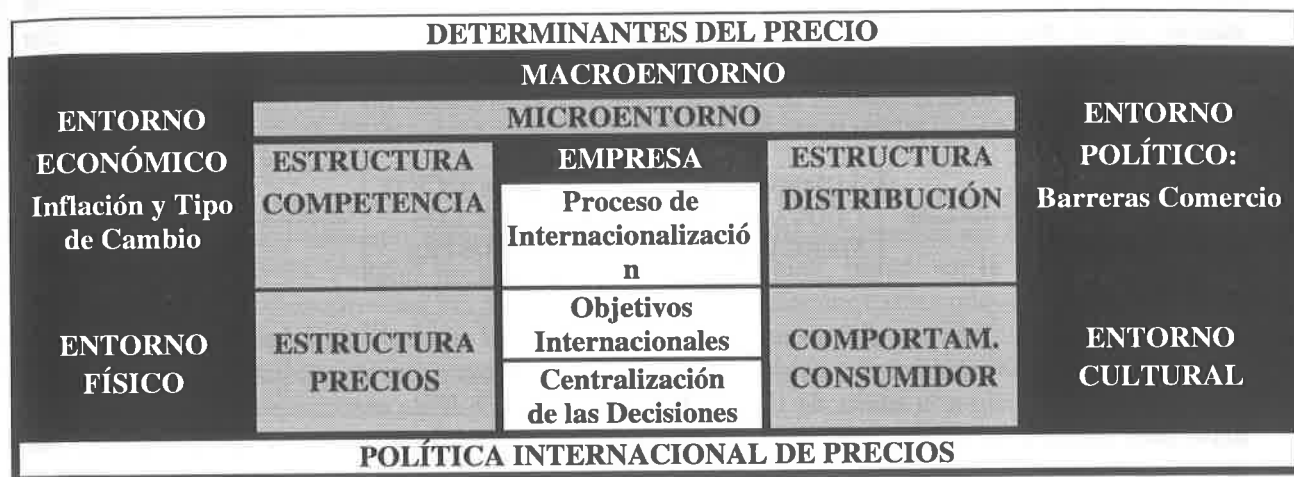 DETERMINANTES DEL PRECIO
MACROENTORNO
ENTORNO
ECONÓMICO
Inflación y Tipo
de Cambio
ENTORNO
FÍSICO
MICROENTORNO
ESTRUCTURA
COMPETENCIA
ESTRUCTURA
PRECIOS
EMPRESA
Proceso de
Internacionalizació
n
Objetivos
Internacionales
Centralización
de las Decisiones
ESTRUCTURA
DISTRIBUCIÓN
COMPORTAM.
CONSUMIDOR
ENTORNO
POLÍTICO:
Barreras Comercio
ENTORNO
CULTURAL
POLÍTICA INTERNACIONAL DE PRECIOS